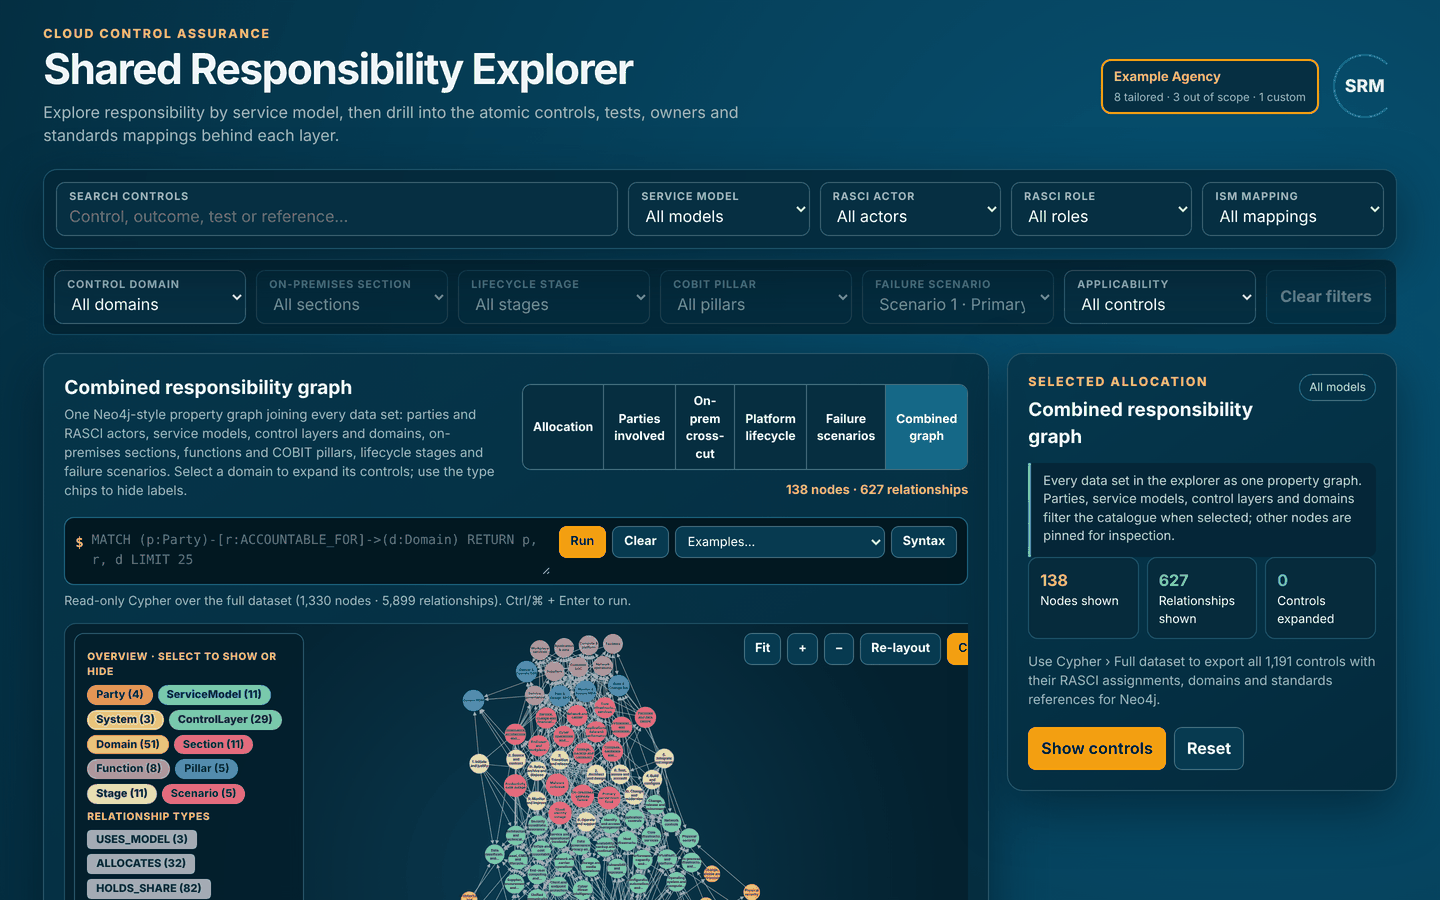 CLOUD CONTROL ASSURANCE
Shared Responsibility Explorer
Explore responsibility by service model, then drill into the atomic controls, tests, owners and
standards mappings behind each layer.
Example Agency
8 tailored · 3 out of scope · 1 custom
SRM
SEARCH CONTROLS
Control, outcome, test or reference...
SERVICE MODEL
All models
RASCI ACTOR
All actors
RASCI ROLE
All roles
ISM MAPPING
All mappings
CONTROL DOMAIN
All domains
ON-PREMISES SECTION
All sections
LIFECYCLE STAGE
All stages
COBIT PILLAR
All pillars
FAILURE SCENARIO
Scenario 1 · Primary
APPLICABILITY
All controls
Clear filters
Combined responsibility graph
One Neo4j-style property graph joining every data set: parties and
RASCI actors, service models, control layers and domains, on-
premises sections, functions and COBIT pillars, lifecycle stages and
failure scenarios. Select a domain to expand its controls; use the type
chips to hide labels.
Allocation
Parties
involved
On-
prem
cross-
cut
Platform
lifecycle
Failure
scenarios
Combined
graph
138 nodes · 627 relationships
$ MATCH (p:Party)-[r:ACCOUNTABLE_FOR]->(d:Domain) RETURN p,
r, d LIMIT 25
Run
Clear
Examples...
Syntax
Read-only Cypher over the full dataset (1,330 nodes · 5,899 relationships). Ctrl/⌘ + Enter to run.
OVERVIEW · SELECT TO SHOW OR
HIDE
Party (4) ServiceModel (11)
System (3) ControlLayer (29)
Domain (51) Section (11)
Function (8) Pillar (5)
Stage (11) Scenario (5)
RELATIONSHIP TYPES
USES_MODEL (3)
ALLOCATES (32)
HOLDS_SHARE (82)
Fit
+
−
Re-layout
SELECTED ALLOCATION
All models
Combined responsibility
graph
Every data set in the explorer as one property graph.
Parties, service models, control layers and domains
filter the catalogue when selected; other nodes are
pinned for inspection.
138
Nodes shown
627
Relationships
shown
0
Controls
expanded
Use Cypher › Full dataset to export all 1,191 controls with
their RASCI assignments, domains and standards
references for Neo4j.
Show controls
Reset